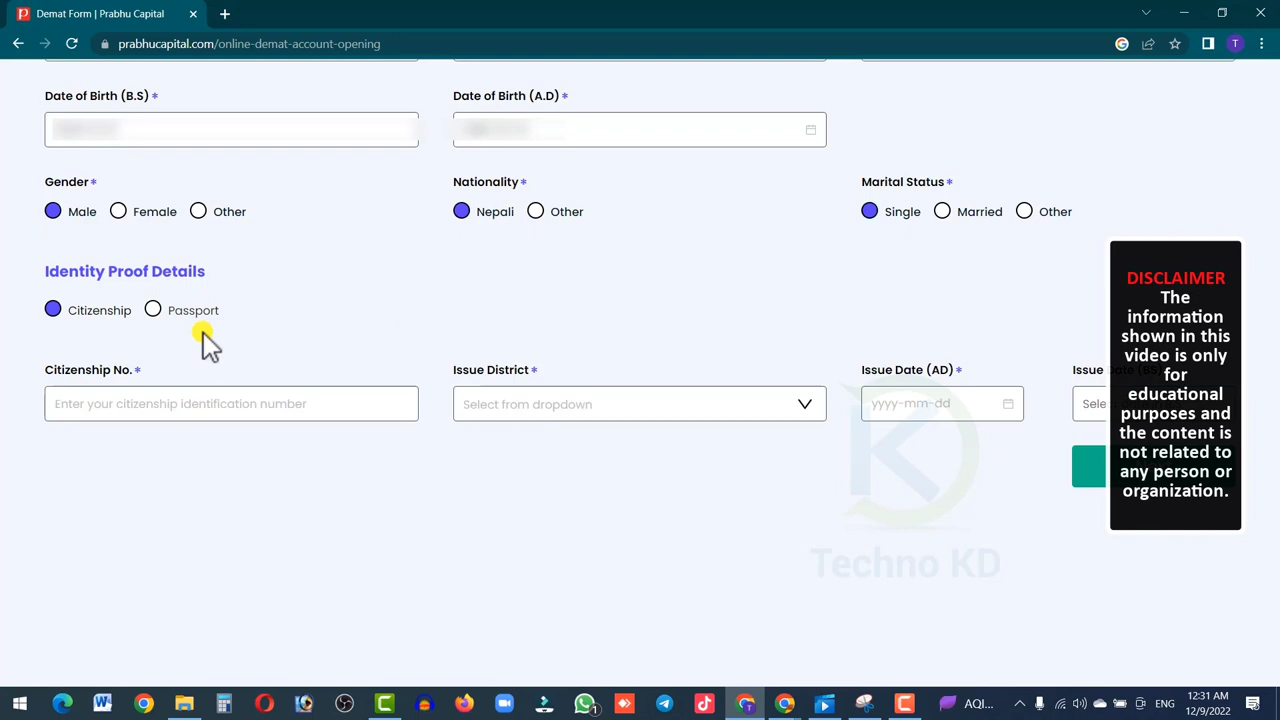 Demat Form | Prabhu Capital
prabhucapital.com/online-demat-account-opening
T
Date of Birth (B.S) *
Date of Birth (A.D) *
Gender *
Nationality *
Marital Status *
Male
Female
Other
Nepali
Other
Single
Married
Other
Identity Proof Details
Citizenship
Passport
DISCLAIMER
The
information
shown in this
video is only
for
educational
purposes and
the content is
not related to
any person or
organization.
Citizenship No. *
Issue District *
Issue Date (AD) *
Enter your citizenship identification number
Select from dropdown
yyyy-mm-dd
Techno KD
AQI...
ENG
12:31 AM
12/9/2022